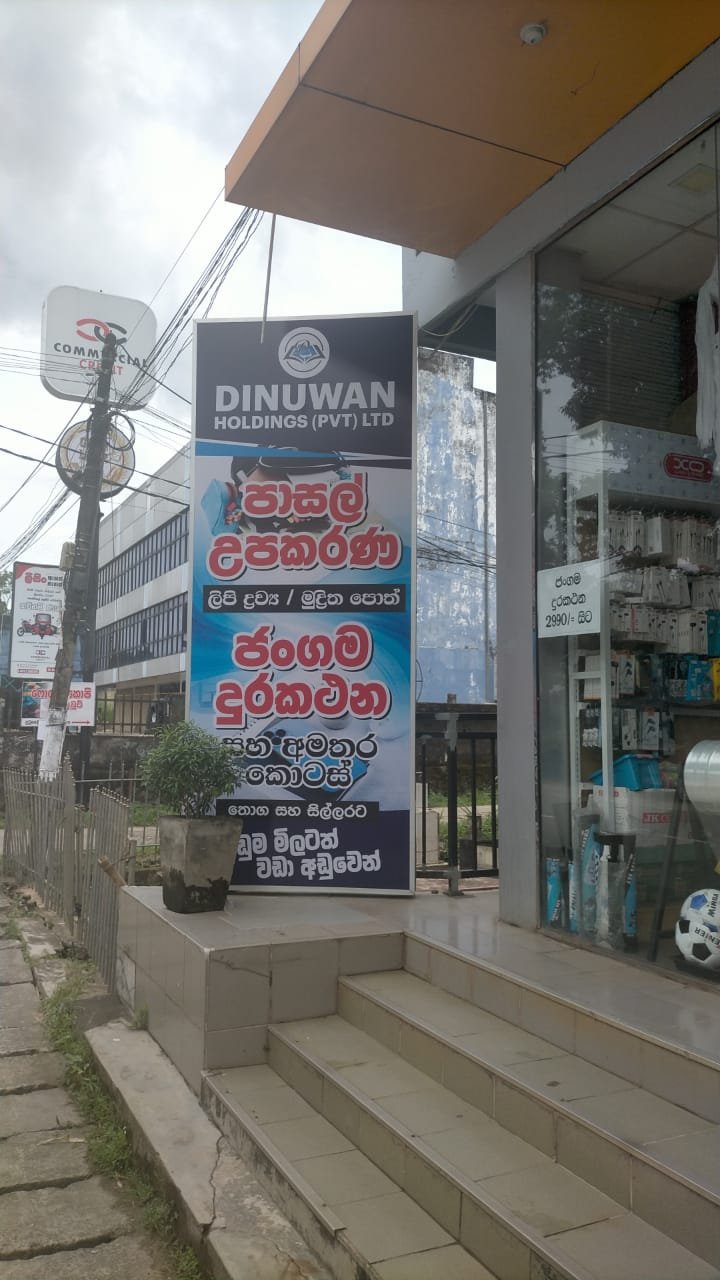 COMMERCIAL
CREDIT
DINUWAN
HOLDINGS (PVT) LTD
පාසල්
උපකරණ
ලිපි ද්‍රව්‍ය / මුද්‍රිත පොත්
ජංගම
දුරකථන
සහ අමතර
කොටස්
තොග සහ සිල්ලරට
මිලටත්
වඩා අඩුවෙන්
ජංගම
දුරකථන
2990/= සිට
ලීසිං
JKC